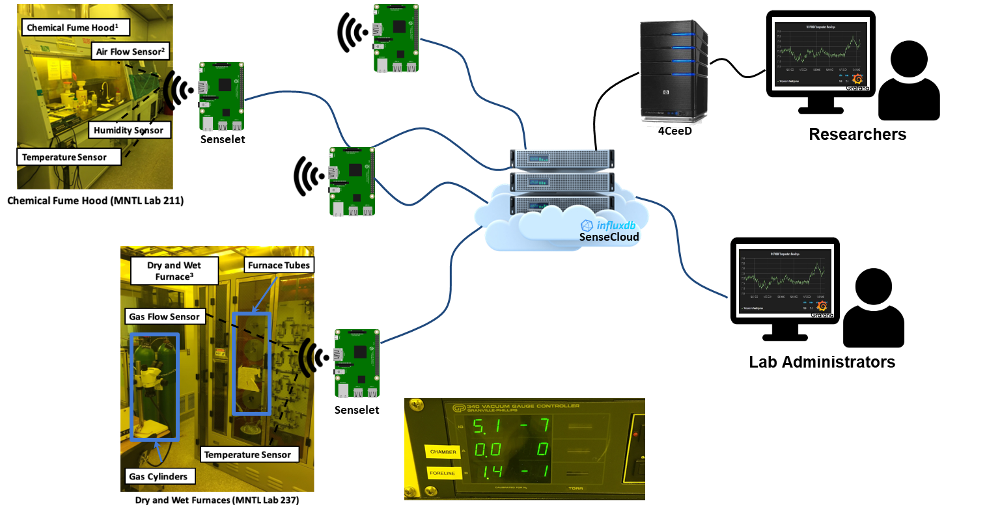 Chemical Fume Hood¹
Air Flow Sensor²
Humidity Sensor
Temperature Sensor
Chemical Fume Hood (MNTL Lab 211)
Senselet
4CeeD
Grafana
Researchers
influxdb
SenseCloud
Grafana
Lab Administrators
Dry and Wet
Furnace³
Furnace Tubes
Gas Flow Sensor
Temperature Sensor
Gas Cylinders
Dry and Wet Furnaces (MNTL Lab 237)
Senselet
340 VACUUM GAUGE CONTROLLER
GRANVILLE-PHILLIPS
IG 5.1 - 7
CHAMBER A 0.0 0
FORELINE B 1.4 - 1
TORR